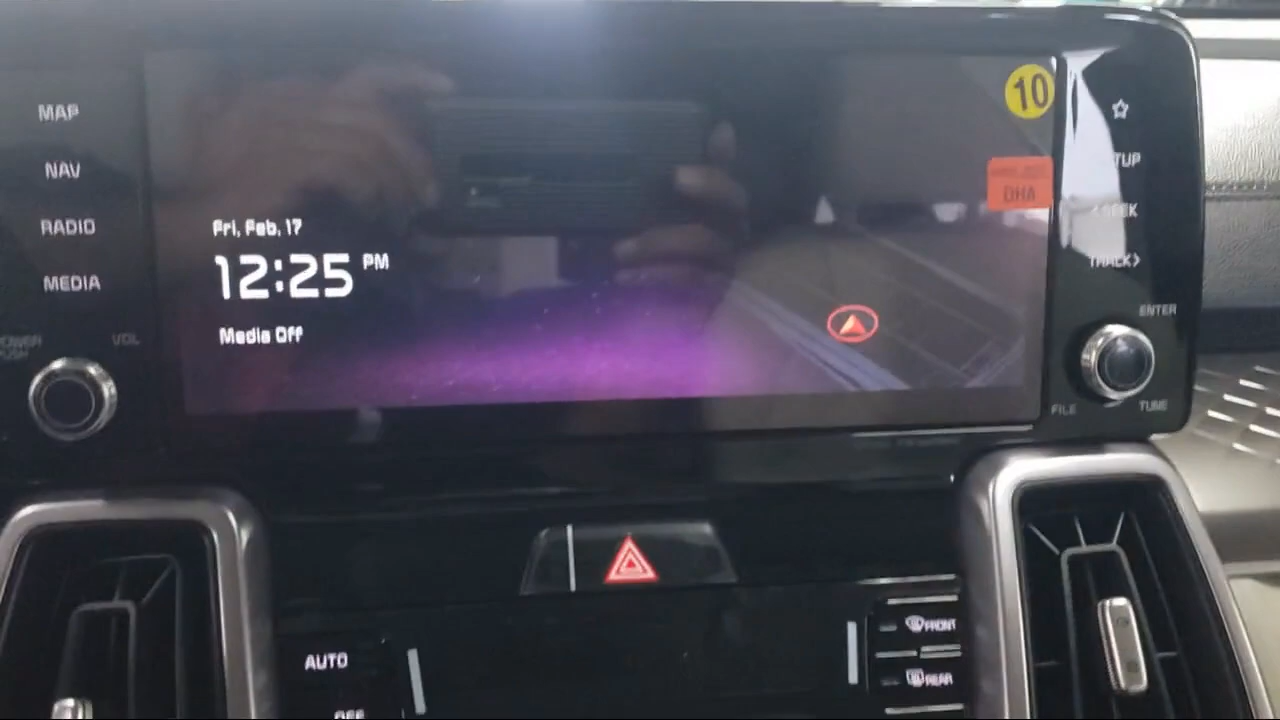 MAP
NAV
RADIO
MEDIA
VOL
Fri, Feb, 17
12:25 PM
Media Off
10
DHA
TRACK>
ENTER
FILE
TUNE
AUTO
OFF
FRONT
REAR